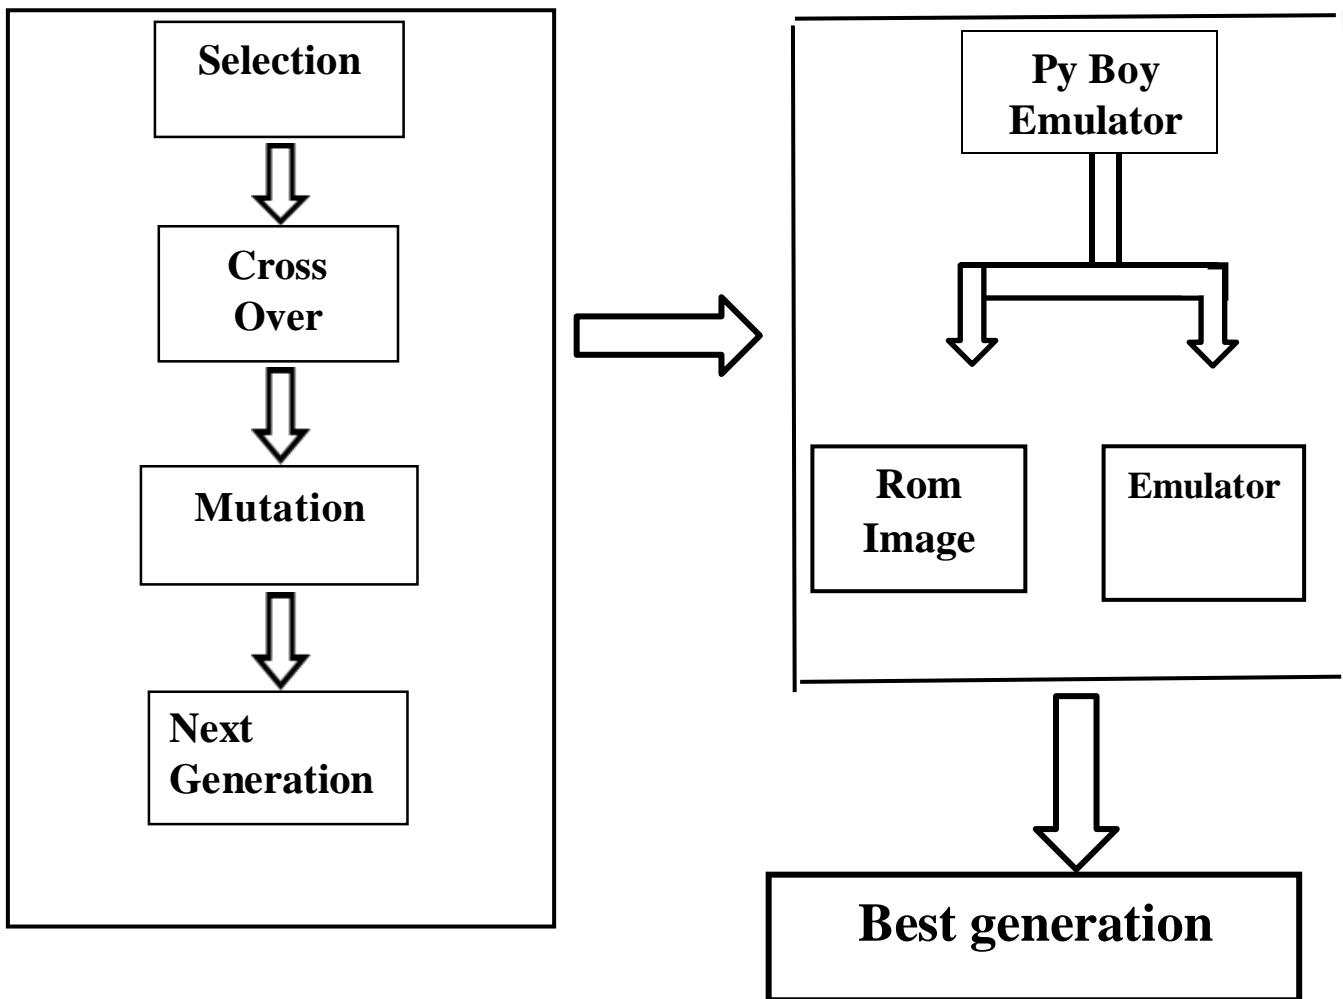 Selection
Cross
Over
Mutation
Next
Generation
Py Boy
Emulator
Rom
Image
Emulator
Best generation